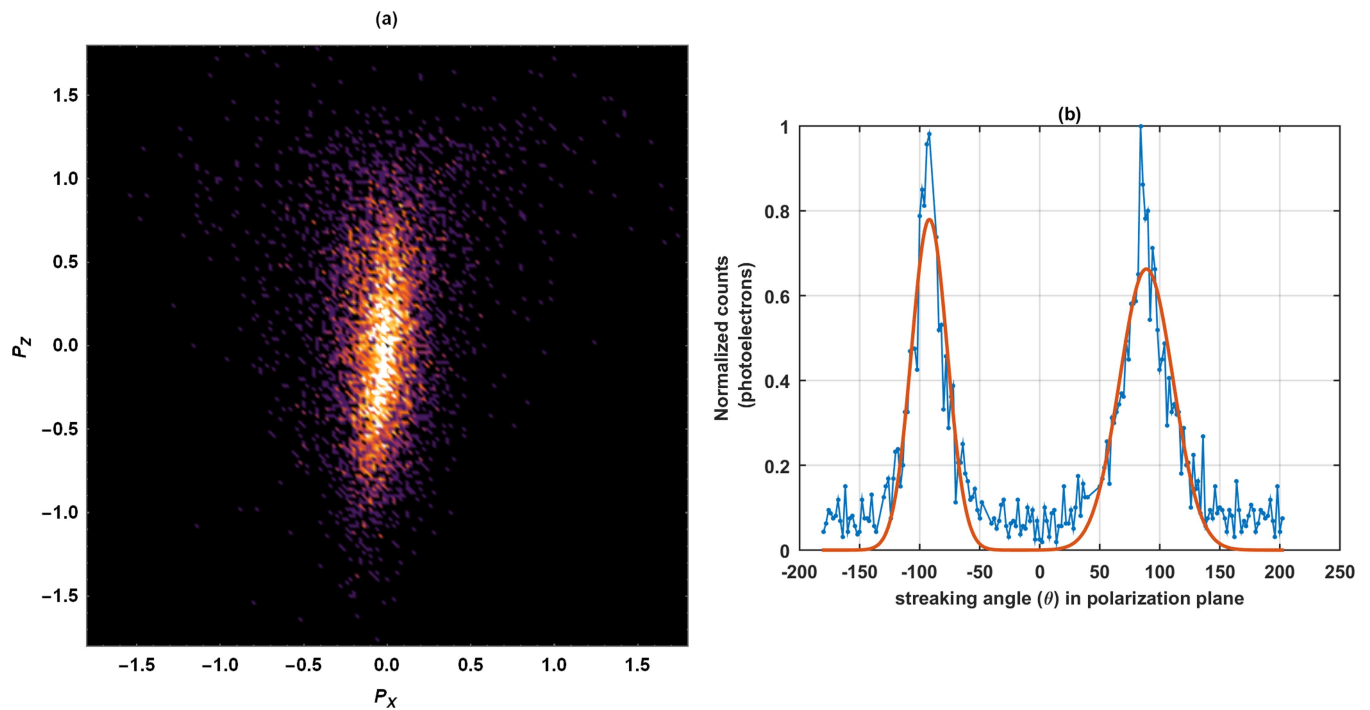 (a)
1.5
1.0
0.5
0.0
−0.5
−1.0
−1.5
P_Z
−1.5 −1.0 −0.5 0.0 0.5 1.0 1.5
P_X
(b)
1
0.8
0.6
0.4
0.2
0
Normalized counts
(photoelectrons)
-200 -150 -100 -50 0 50 100 150 200 250
streaking angle (θ) in polarization plane